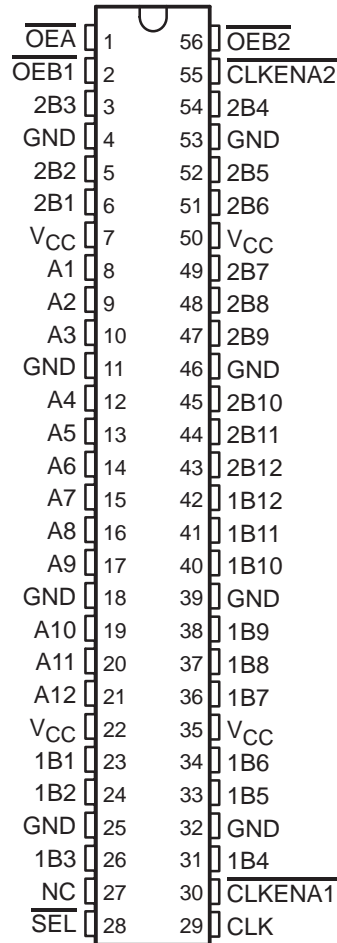 OEA 1 56 OEB2
OEB1 2 55 CLKENA2
2B3 3 54 2B4
GND 4 53 GND
2B2 5 52 2B5
2B1 6 51 2B6
VCC 7 50 VCC
A1 8 49 2B7
A2 9 48 2B8
A3 10 47 2B9
GND 11 46 GND
A4 12 45 2B10
A5 13 44 2B11
A6 14 43 2B12
A7 15 42 1B12
A8 16 41 1B11
A9 17 40 1B10
GND 18 39 GND
A10 19 38 1B9
A11 20 37 1B8
A12 21 36 1B7
VCC 22 35 VCC
1B1 23 34 1B6
1B2 24 33 1B5
GND 25 32 GND
1B3 26 31 1B4
NC 27 30 CLKENA1
SEL 28 29 CLK